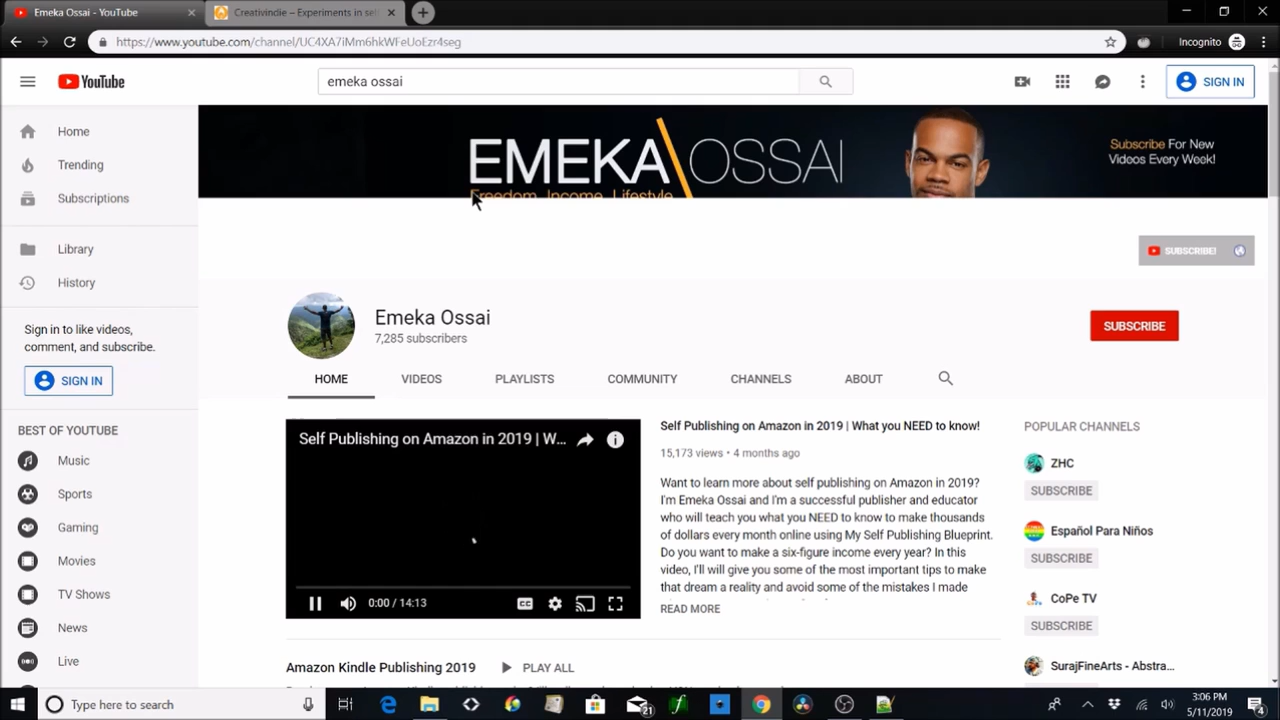 Emeka Ossai - YouTube
Creativindie – Experiments in sel
https://www.youtube.com/channel/UC4XA7iMm6hkWFeUoEzr4seg
Incognito
YouTube
emeka ossai
SIGN IN
EMEKA\OSSAI
Freedom. Income. Lifestyle
Subscribe For New
Videos Every Week!
Home
Trending
Subscriptions
Library
History
Sign in to like videos,
comment, and subscribe.
SIGN IN
BEST OF YOUTUBE
Music
Sports
Gaming
Movies
TV Shows
News
Live
SUBSCRIBE!
Emeka Ossai
7,285 subscribers
SUBSCRIBE
HOME
VIDEOS
PLAYLISTS
COMMUNITY
CHANNELS
ABOUT
Self Publishing on Amazon in 2019 | W...
0:00 / 14:13
CC
Self Publishing on Amazon in 2019 | What you NEED to know!
15,173 views • 4 months ago
Want to learn more about self publishing on Amazon in 2019?
I'm Emeka Ossai and I'm a successful publisher and educator
who will teach you what you NEED to know to make thousands
of dollars every month online using My Self Publishing Blueprint.
Do you want to make a six-figure income every year? In this
video, I'll will give you some of the most important tips to make
that dream a reality and avoid some of the mistakes I made
READ MORE
POPULAR CHANNELS
ZHC
SUBSCRIBE
Español Para Niños
SUBSCRIBE
CoPe TV
SUBSCRIBE
SurajFineArts - Abstra...
Amazon Kindle Publishing 2019
PLAY ALL
Type here to search
21
3:06 PM
5/11/2019
4